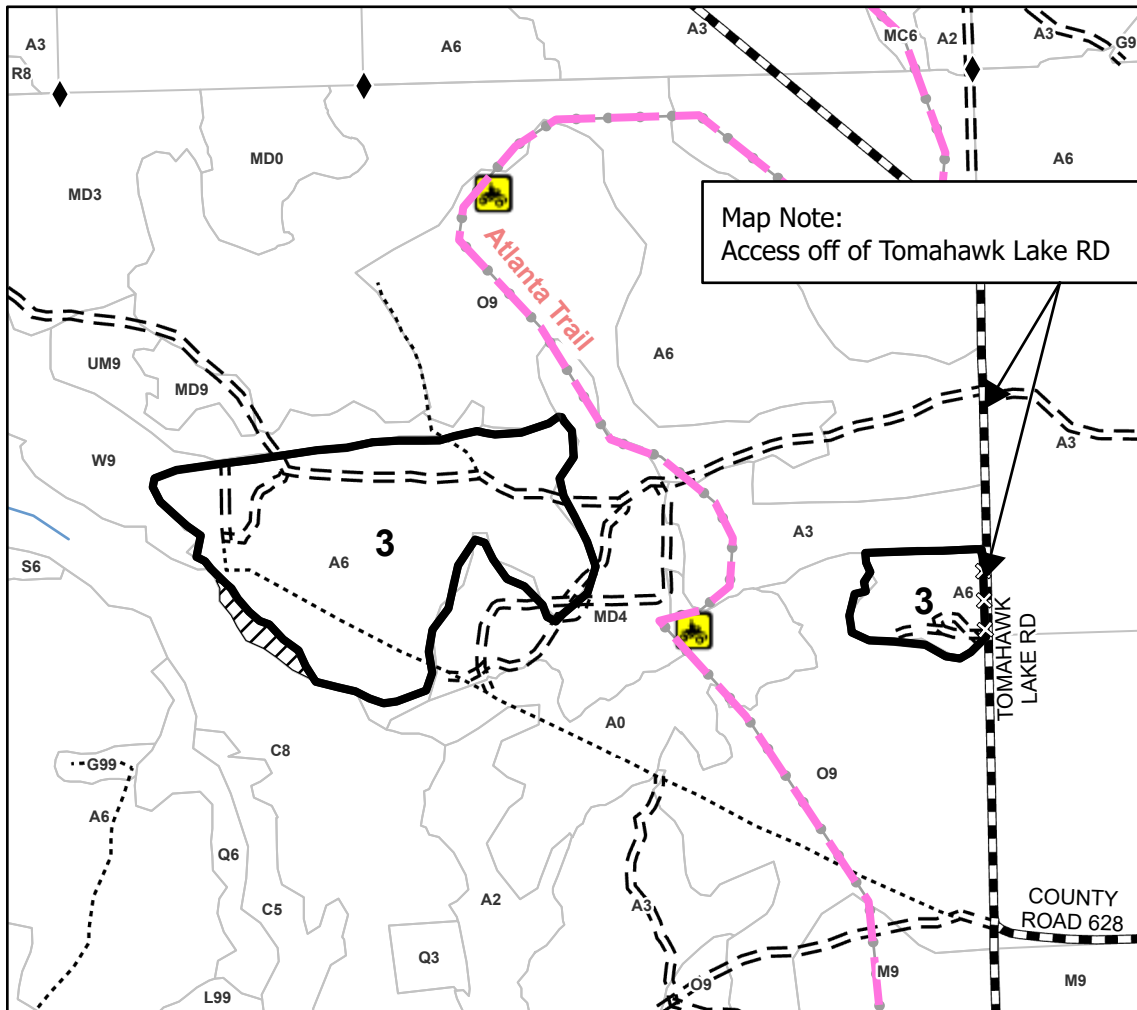 A3
A6
A3
MC6
A2
A3
G9
R8
MD0
A6
MD3
Map Note:
Access off of Tomahawk Lake RD
Atlanta Trail
O9
UM9
A6
MD9
A3
W9
A3
3
A6
S6
A6
3
MD4
TOMAHAWK
LAKE RD
A0
C8
G99
O9
A6
Q6
A2
A3
C5
COUNTY
ROAD 628
Q3
M9
M9
O9
L99